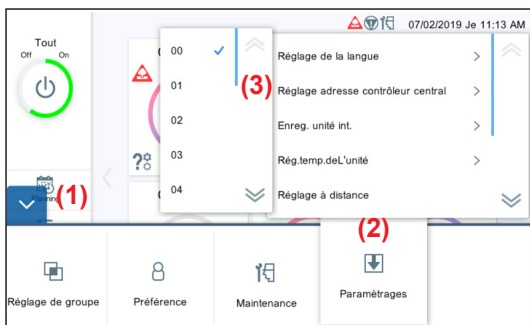 07/02/2019 Je 11:13 AM
Tout
Off On
00
01
02
03
04
(3)
Réglage de la langue
Réglage adresse contrôleur central
Enreg. unité int.
Rég.temp.deL'unité
Réglage à distance
(1)
(2)
Réglage de groupe
Préférence
Maintenance
Paramètrages